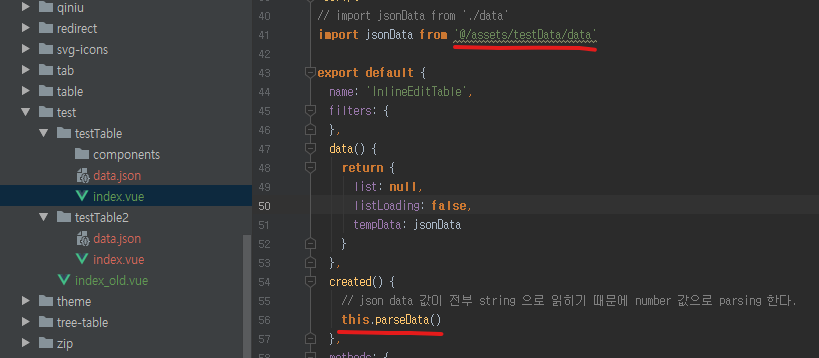 qiniu
redirect
svg-icons
tab
table
test
testTable
components
data.json
index.vue
testTable2
data.json
index.vue
index_old.vue
theme
tree-table
zip
40 // import jsonData from './data'
41 import jsonData from '@/assets/testData/data'
42
43 export default {
44 name: 'InlineEditTable',
45 filters: {
46 },
47 data() {
48 return {
49 list: null,
50 listLoading: false,
51 tempData: jsonData
52 }
53 },
54 created() {
55 // json data 값이 전부 string 으로 읽히기 때문에 number 값으로 parsing 한다.
56 this.parseData()
57 },
58 methods: {